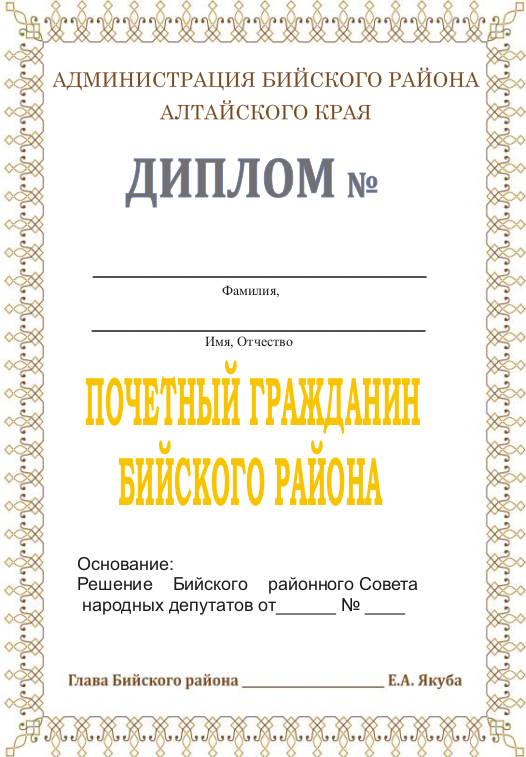 АДМИНИСТРАЦИЯ БИЙСКОГО РАЙОНА
АЛТАЙСКОГО КРАЯ
ДИПЛОМ №
Фамилия,
Имя, Отчество
ПОЧЕТНЫЙ ГРАЖДАНИН
БИЙСКОГО РАЙОНА
Основание:
Решение Бийского районного Совета
народных депутатов от______ № ____
Глава Бийского района __________________ Е.А. Якуба